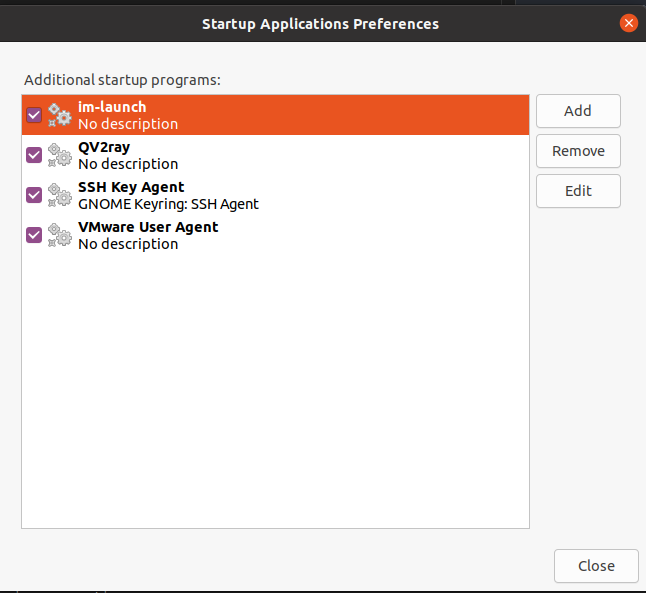 Startup Applications Preferences
Additional startup programs:
im-launch
No description
QV2ray
No description
SSH Key Agent
GNOME Keyring: SSH Agent
VMware User Agent
No description
Add
Remove
Edit
Close